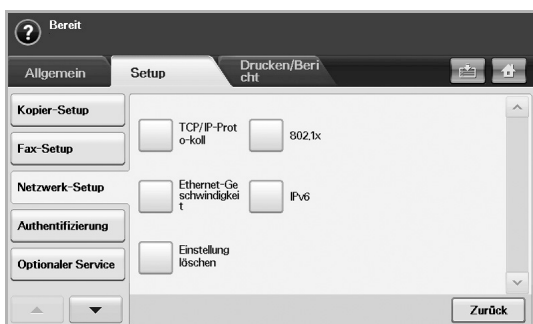 Bereit
Allgemein
Setup
Drucken/Beri
cht
Kopier-Setup
Fax-Setup
Netzwerk-Setup
Authentifizierung
Optionaler Service
TCP/IP-Prot
o-koll
802,1x
Ethernet-Ge
schwindigkei
t
IPv6
Einstellung
löschen
Zurück